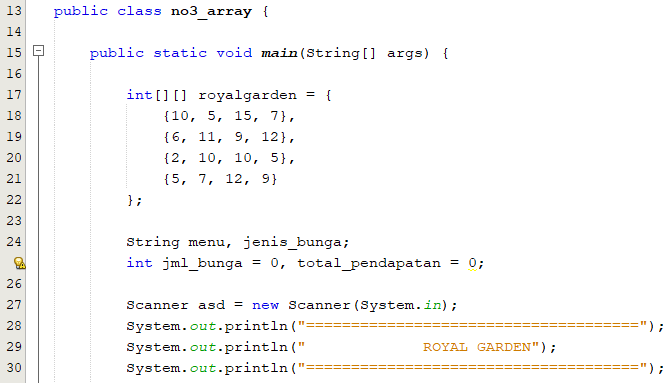 13 public class no3_array {
14
15 public static void main(String[] args) {
16
17 int[][] royalgarden = {
18 {10, 5, 15, 7},
19 {6, 11, 9, 12},
20 {2, 10, 10, 5},
21 {5, 7, 12, 9}
22 };
23
24 String menu, jenis_bunga;
int jml_bunga = 0, total_pendapatan = 0;
26
27 Scanner asd = new Scanner(System.in);
28 System.out.println("=====================================");
29 System.out.println("             ROYAL GARDEN");
30 System.out.println("=====================================");